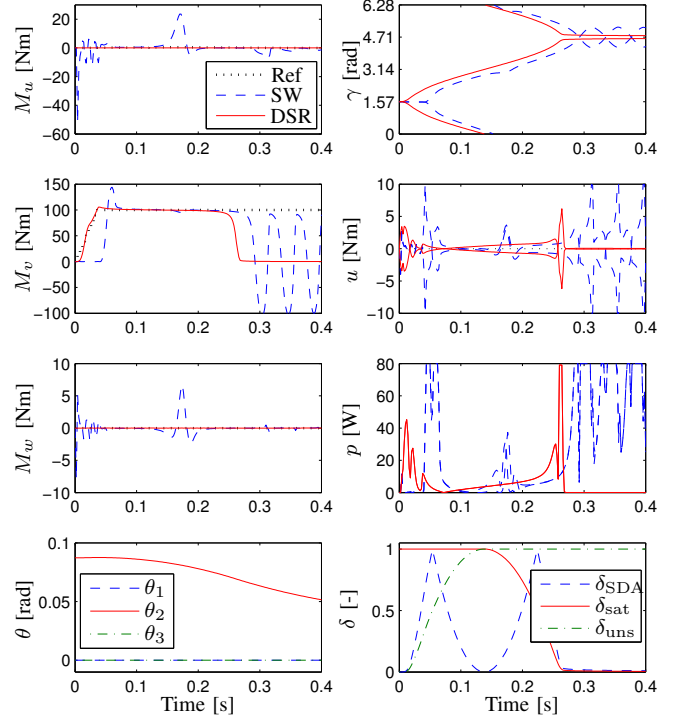 20
0
-20
-40
-60
0 0.1 0.2 0.3 0.4
M_u [Nm]
Ref
SW
DSR
6.28
4.71
3.14
1.57
0
0 0.1 0.2 0.3 0.4
γ [rad]
150
100
50
0
-50
-100
0 0.1 0.2 0.3 0.4
M_v [Nm]
10
5
0
-5
-10
0 0.1 0.2 0.3 0.4
u [Nm]
10
5
0
-5
-10
0 0.1 0.2 0.3 0.4
M_w [Nm]
80
60
40
20
0
0 0.1 0.2 0.3 0.4
p [W]
0.1
0.05
0
0 0.1 0.2 0.3 0.4
θ [rad]
θ_1
θ_2
θ_3
Time [s]
1
0.5
0
0 0.1 0.2 0.3 0.4
δ [-]
δ_SDA
δ_sat
δ_uns
Time [s]